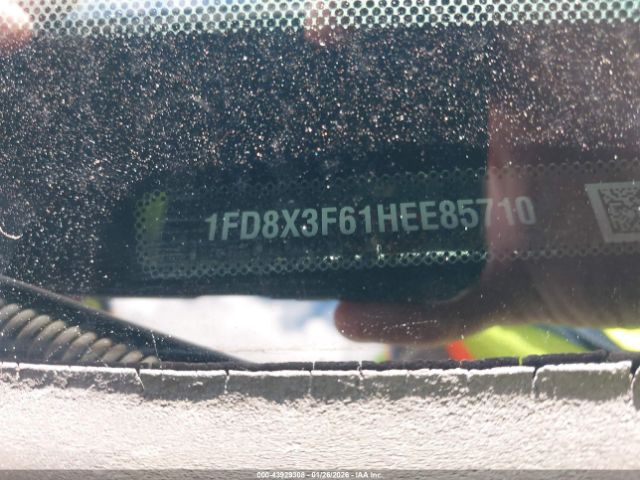 1FD8X3F61HEE85710
000-43929308 - 01/26/2026 - IAA Inc.